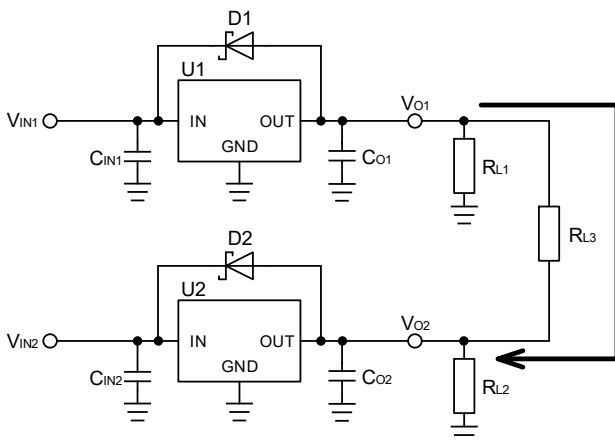 D1
U1
VIN1
IN
OUT
VO1
GND
CIN1
CO1
RL1
RL3
D2
U2
VIN2
IN
OUT
VO2
GND
CIN2
CO2
RL2